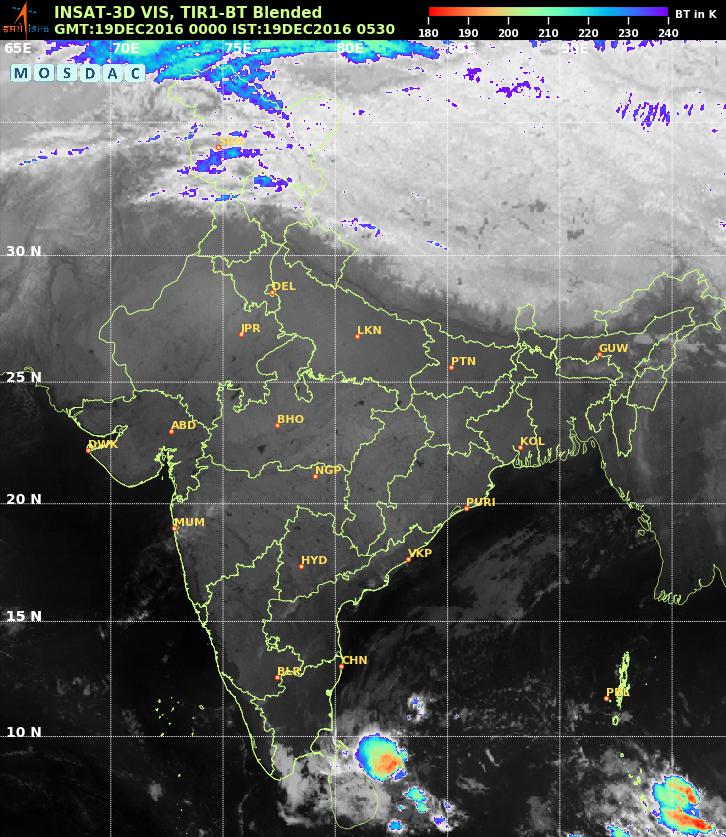 INSAT-3D VIS, TIR1-BT Blended
GMT:19DEC2016 0000 IST:19DEC2016 0530
BT in K
180 190 200 210 220 230 240
65E 70E 75E 80E 85E 90E
M O S D A C
30 N
DEL
JPR
LKN
GUW
PTN
25 N
BHO
ABD
DWK
KOL
NGP
20 N
PURI
MUM
VKP
HYD
15 N
CHN
BLR
PBL
10 N